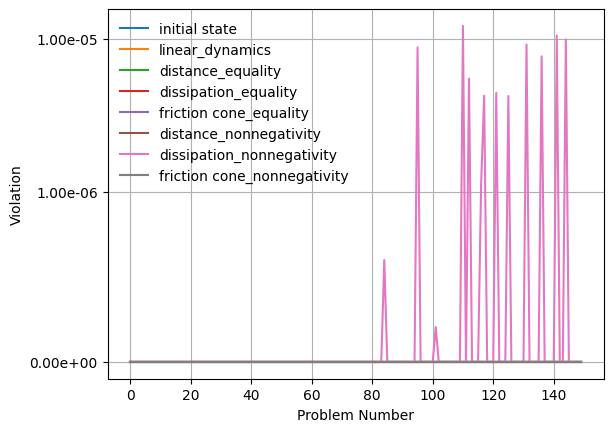 1.00e-05
1.00e-06
0.00e+00
Violation
initial state
linear_dynamics
distance_equality
dissipation_equality
friction cone_equality
distance_nonnegativity
dissipation_nonnegativity
friction cone_nonnegativity
0 20 40 60 80 100 120 140
Problem Number